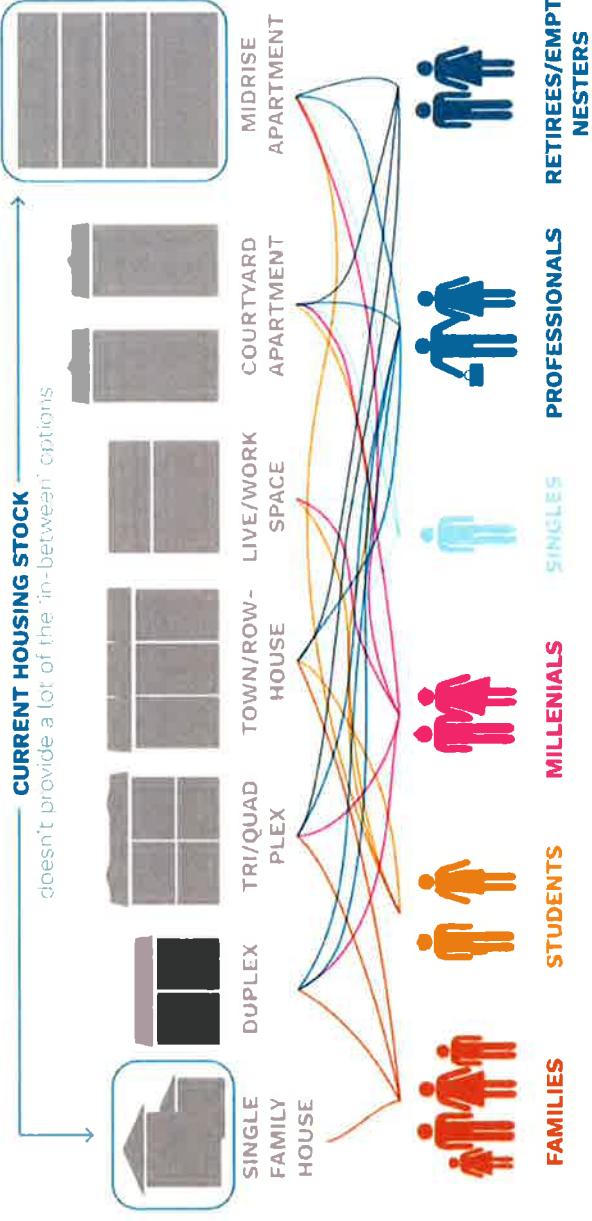 CURRENT HOUSING STOCK
doesn't provide a lot of the 'in-between' options
SINGLE
FAMILY
HOUSE
DUPLEX
TRI/QUAD
PLEX
TOWN/ROW-
HOUSE
LIVE/WORK
SPACE
COURTYARD
APARTMENT
MIDRISE
APARTMENT
FAMILIES
STUDENTS
MILLENIALS
SINGLES
PROFESSIONALS
RETIREES/EMPT
NESTERS